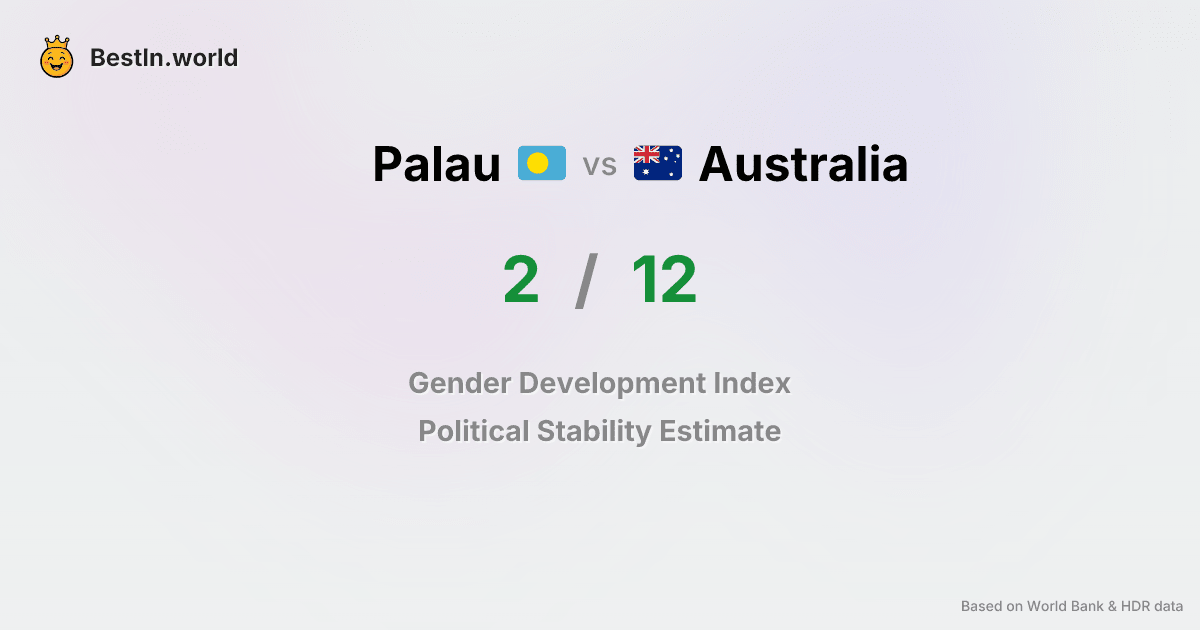 BestIn.world
Palau vs Australia
2 / 12
Gender Development Index
Political Stability Estimate
Based on World Bank & HDR data